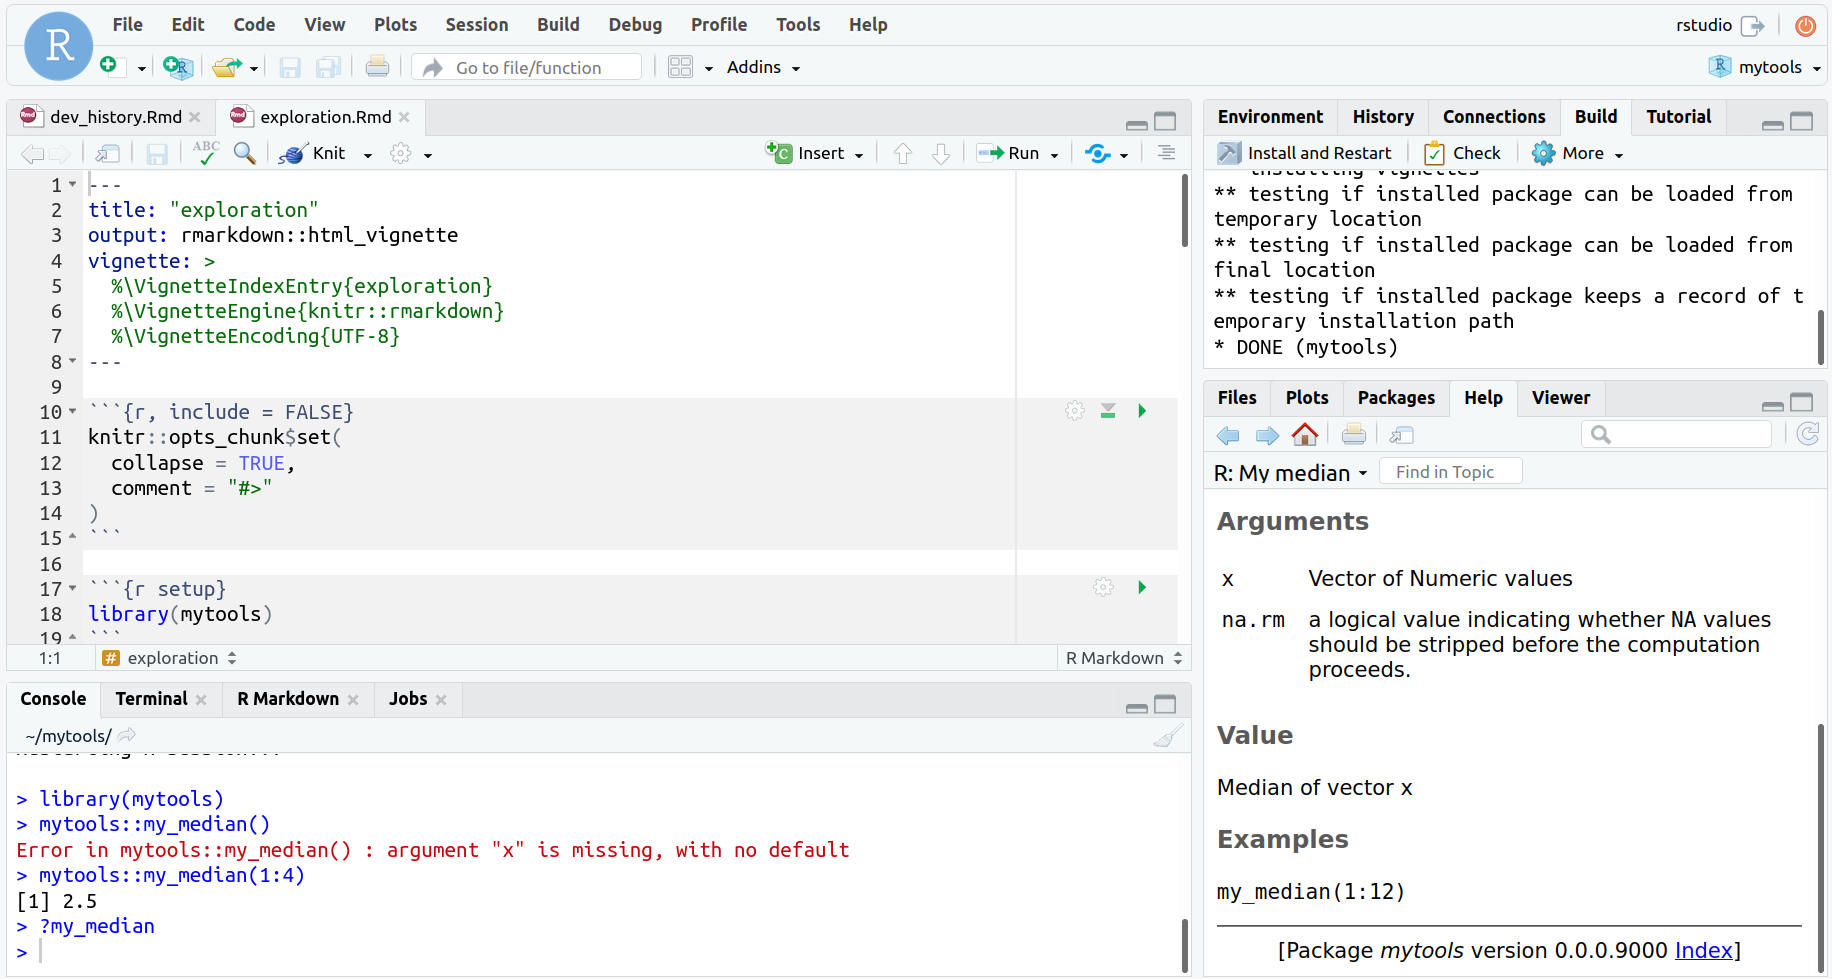 File Edit Code View Plots Session Build Debug Profile Tools Help
rstudio
R
Go to file/function
Addins
mytools
dev_history.Rmd
exploration.Rmd
ABC
Knit
Insert
Run
1 ---
2 title: "exploration"
3 output: rmarkdown::html_vignette
4 vignette: >
5 %\VignetteIndexEntry{exploration}
6 %\VignetteEngine{knitr::rmarkdown}
7 %\VignetteEncoding{UTF-8}
8 ---
9
10 ```{r, include = FALSE}
11 knitr::opts_chunk$set(
12 collapse = TRUE,
13 comment = "#>"
14 )
15 ```
16
17 ```{r setup}
18 library(mytools)
19 ```
1:1 # exploration
R Markdown
Console Terminal R Markdown Jobs
~/mytools/
Restarting R session...
> library(mytools)
> mytools::my_median()
Error in mytools::my_median() : argument "x" is missing, with no default
> mytools::my_median(1:4)
[1] 2.5
> ?my_median
>
Environment History Connections Build Tutorial
Install and Restart Check More
installing vignettes
** testing if installed package can be loaded from
temporary location
** testing if installed package can be loaded from
final location
** testing if installed package keeps a record of t
emporary installation path
* DONE (mytools)
Files Plots Packages Help Viewer
R: My median
Find in Topic
Arguments
x Vector of Numeric values
na.rm a logical value indicating whether NA values
should be stripped before the computation
proceeds.
Value
Median of vector x
Examples
my_median(1:12)
[Package mytools version 0.0.0.9000 Index]